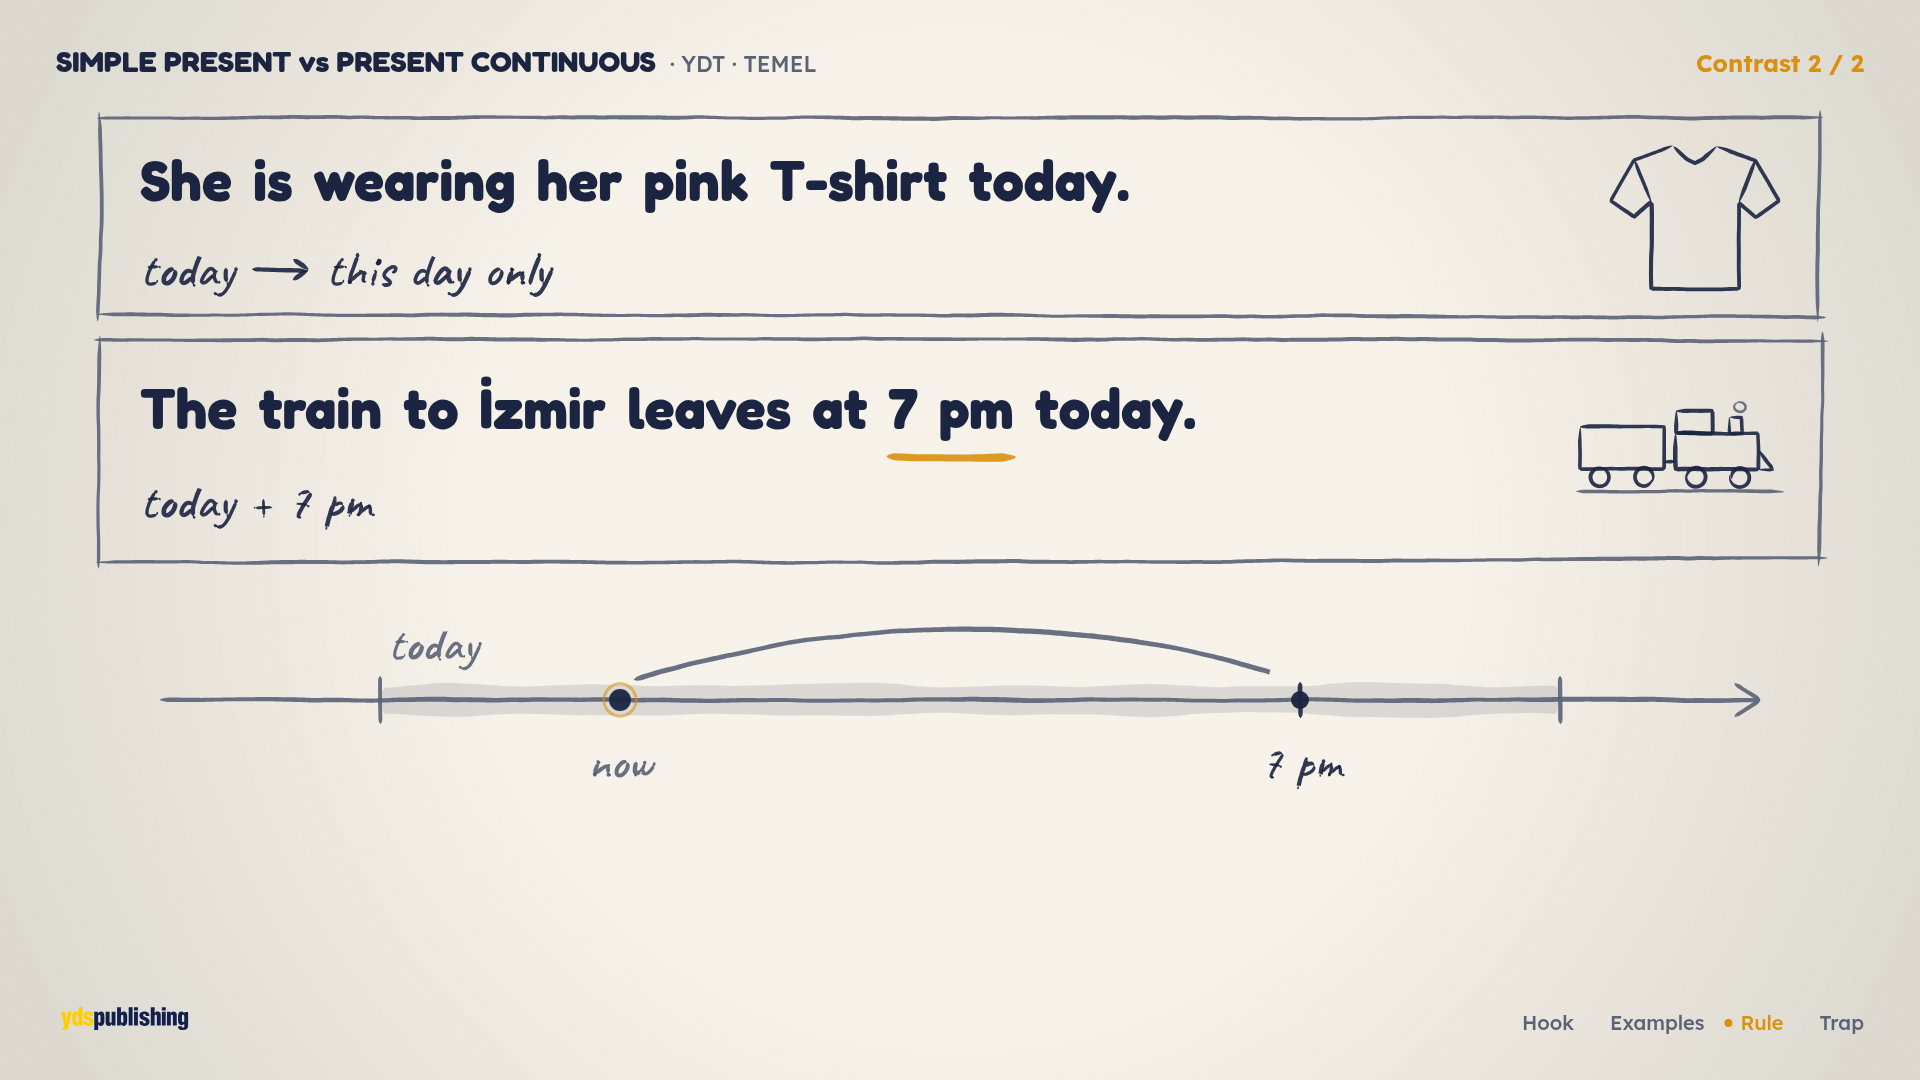 SIMPLE PRESENT vs PRESENT CONTINUOUS · YDT · TEMEL
Contrast 2 / 2
She is wearing her pink T-shirt today.
today → this day only
The train to İzmir leaves at 7 pm today.
today + 7 pm
today
now
7 pm
ydspublishing
Hook Examples • Rule Trap